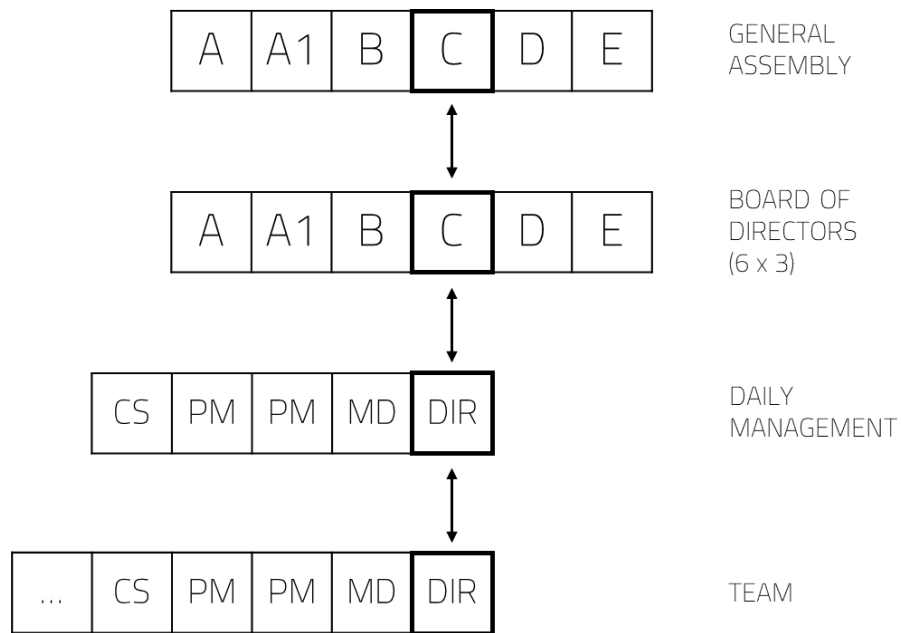 A A1 B C D E
GENERAL
ASSEMBLY
A A1 B C D E
BOARD OF
DIRECTORS
(6 x 3)
CS PM PM MD DIR
DAILY
MANAGEMENT
... CS PM PM MD DIR
TEAM